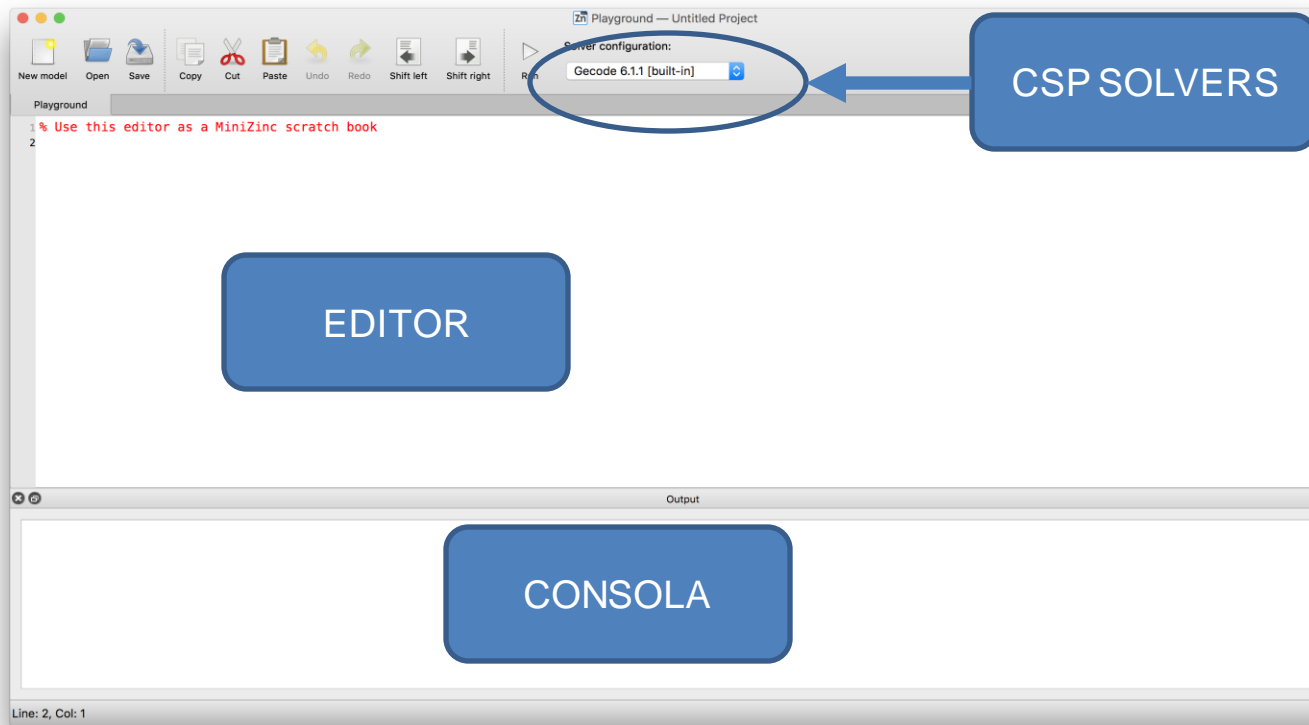 Playground — Untitled Project
Solver configuration:
New model Open Save Copy Cut Paste Undo Redo Shift left Shift right Run
Gecode 6.1.1 [built-in]
CSP SOLVERS
Playground
1 % Use this editor as a MiniZinc scratch book
2
EDITOR
Output
CONSOLA
Line: 2, Col: 1